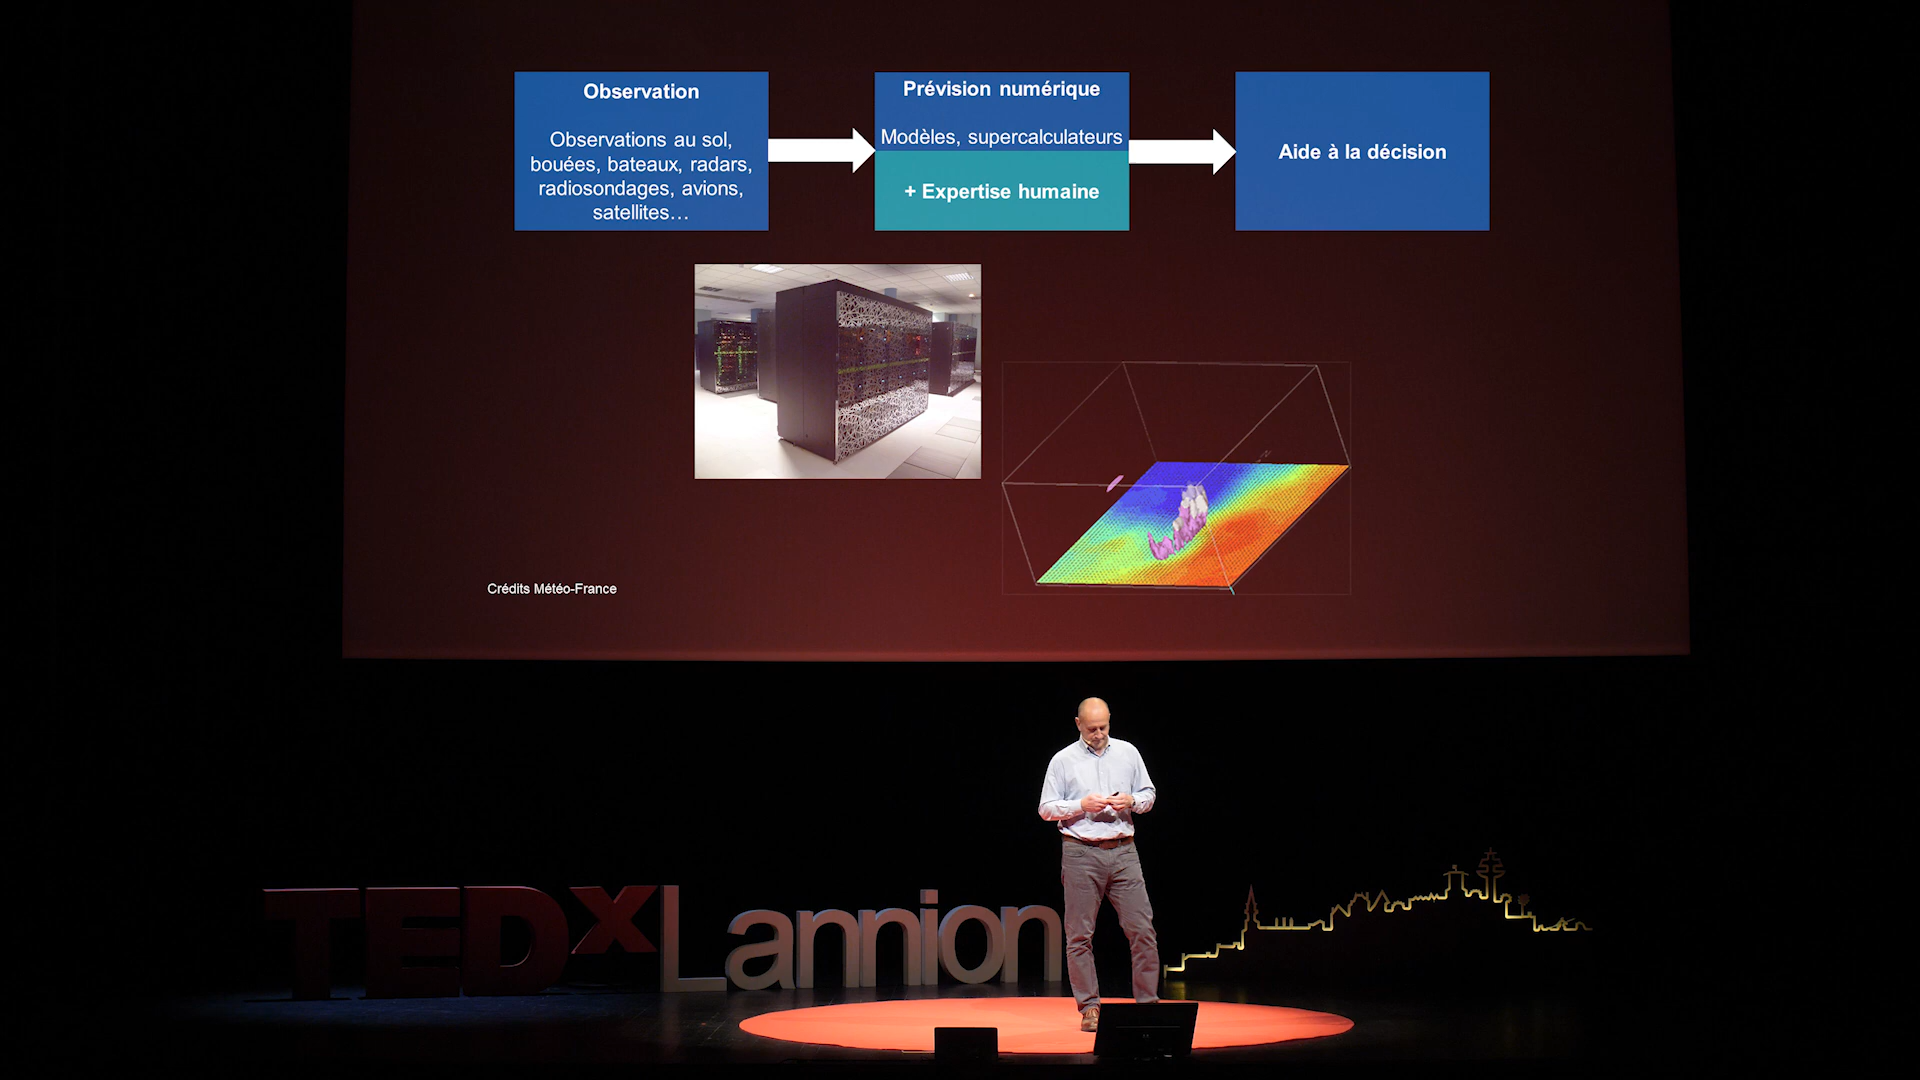 Observation
Observations au sol,
bouées, bateaux, radars,
radiosondages, avions,
satellites…
Prévision numérique
Modèles, supercalculateurs
+ Expertise humaine
Aide à la décision
Crédits Météo-France
TEDxLannion